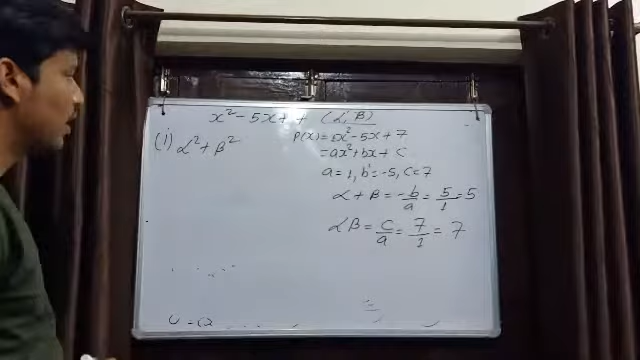 x² - 5x + 7 (α, β)
(i) α² + β²
P(x) = x² - 5x + 7
= ax² + bx + c
a = 1, b = -5, c = 7
α + β = -b/a = 5/1 = 5
αβ = c/a = 7/1 = 7